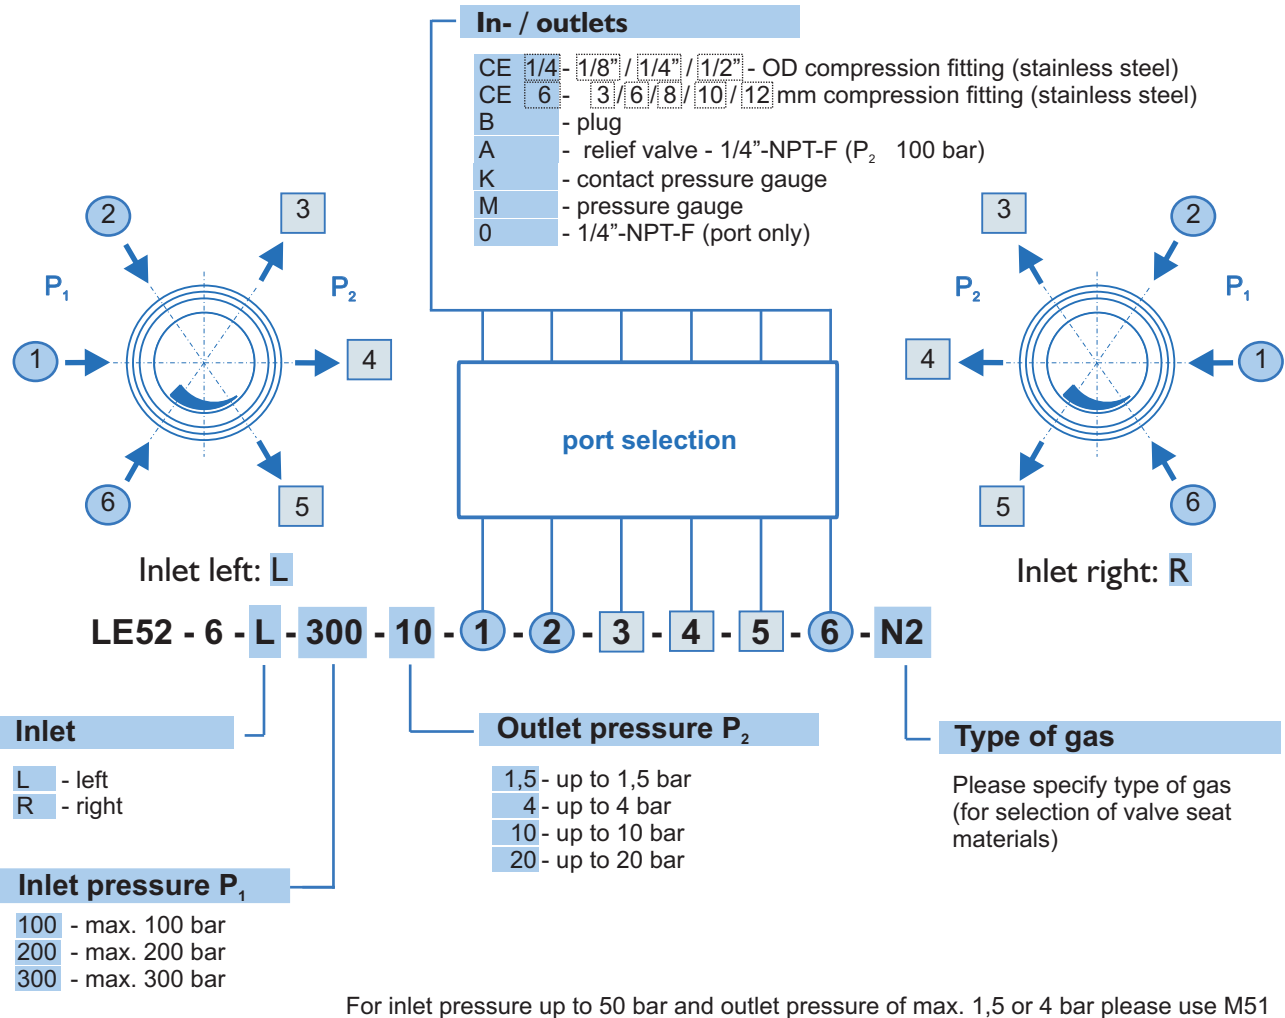 In- / outlets
CE 1/4 - 1/8” / 1/4” / 1/2” - OD compression fitting (stainless steel)
CE 6 - 3 / 6 / 8 / 10 / 12 mm compression fitting (stainless steel)
B - plug
A - relief valve - 1/4”-NPT-F (P2 100 bar)
K - contact pressure gauge
M - pressure gauge
0 - 1/4”-NPT-F (port only)
2 3
P1 P2
1 4
6 5
Inlet left: L
port selection
3 2
P2 P1
4 1
5 6
Inlet right: R
LE52 - 6 - L - 300 - 10 - 1 - 2 - 3 - 4 - 5 - 6 - N2
Inlet
L - left
R - right
Inlet pressure P1
100 - max. 100 bar
200 - max. 200 bar
300 - max. 300 bar
Outlet pressure P2
1,5 - up to 1,5 bar
4 - up to 4 bar
10 - up to 10 bar
20 - up to 20 bar
Type of gas
Please specify type of gas
(for selection of valve seat
materials)
For inlet pressure up to 50 bar and outlet pressure of max. 1,5 or 4 bar please use M51